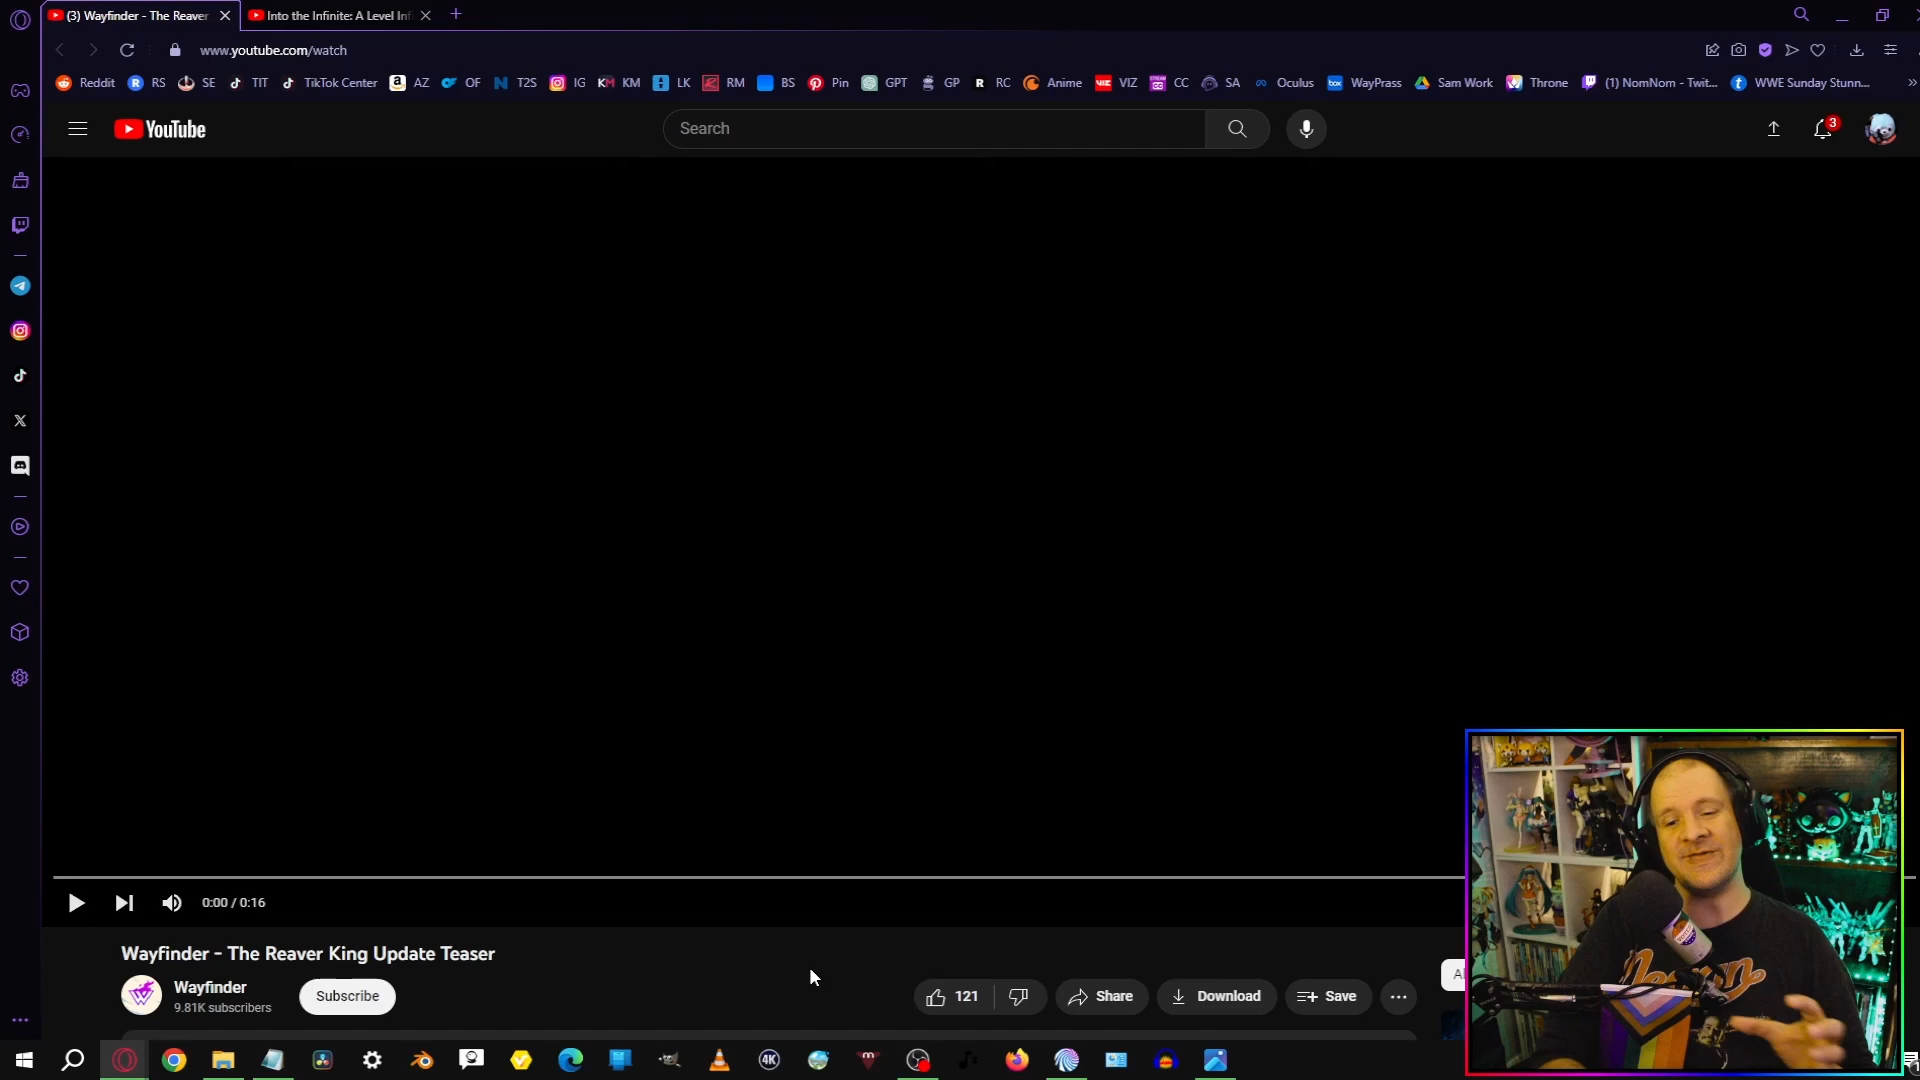 (3) Wayfinder - The Reaver
Into the Infinite: A Level Inf
www.youtube.com/watch
Reddit RS SE TIT TikTok Center AZ OF T2S IG KM LK RM BS Pin GPT GP RC Anime VIZ CC SA Oculus WayPrass Sam Work Throne (1) NomNom - Twit... WWE Sunday Stunn...
YouTube
Search
3
0:00 / 0:16
Wayfinder - The Reaver King Update Teaser
Wayfinder
9.81K subscribers
Subscribe
121
Share
Download
Save